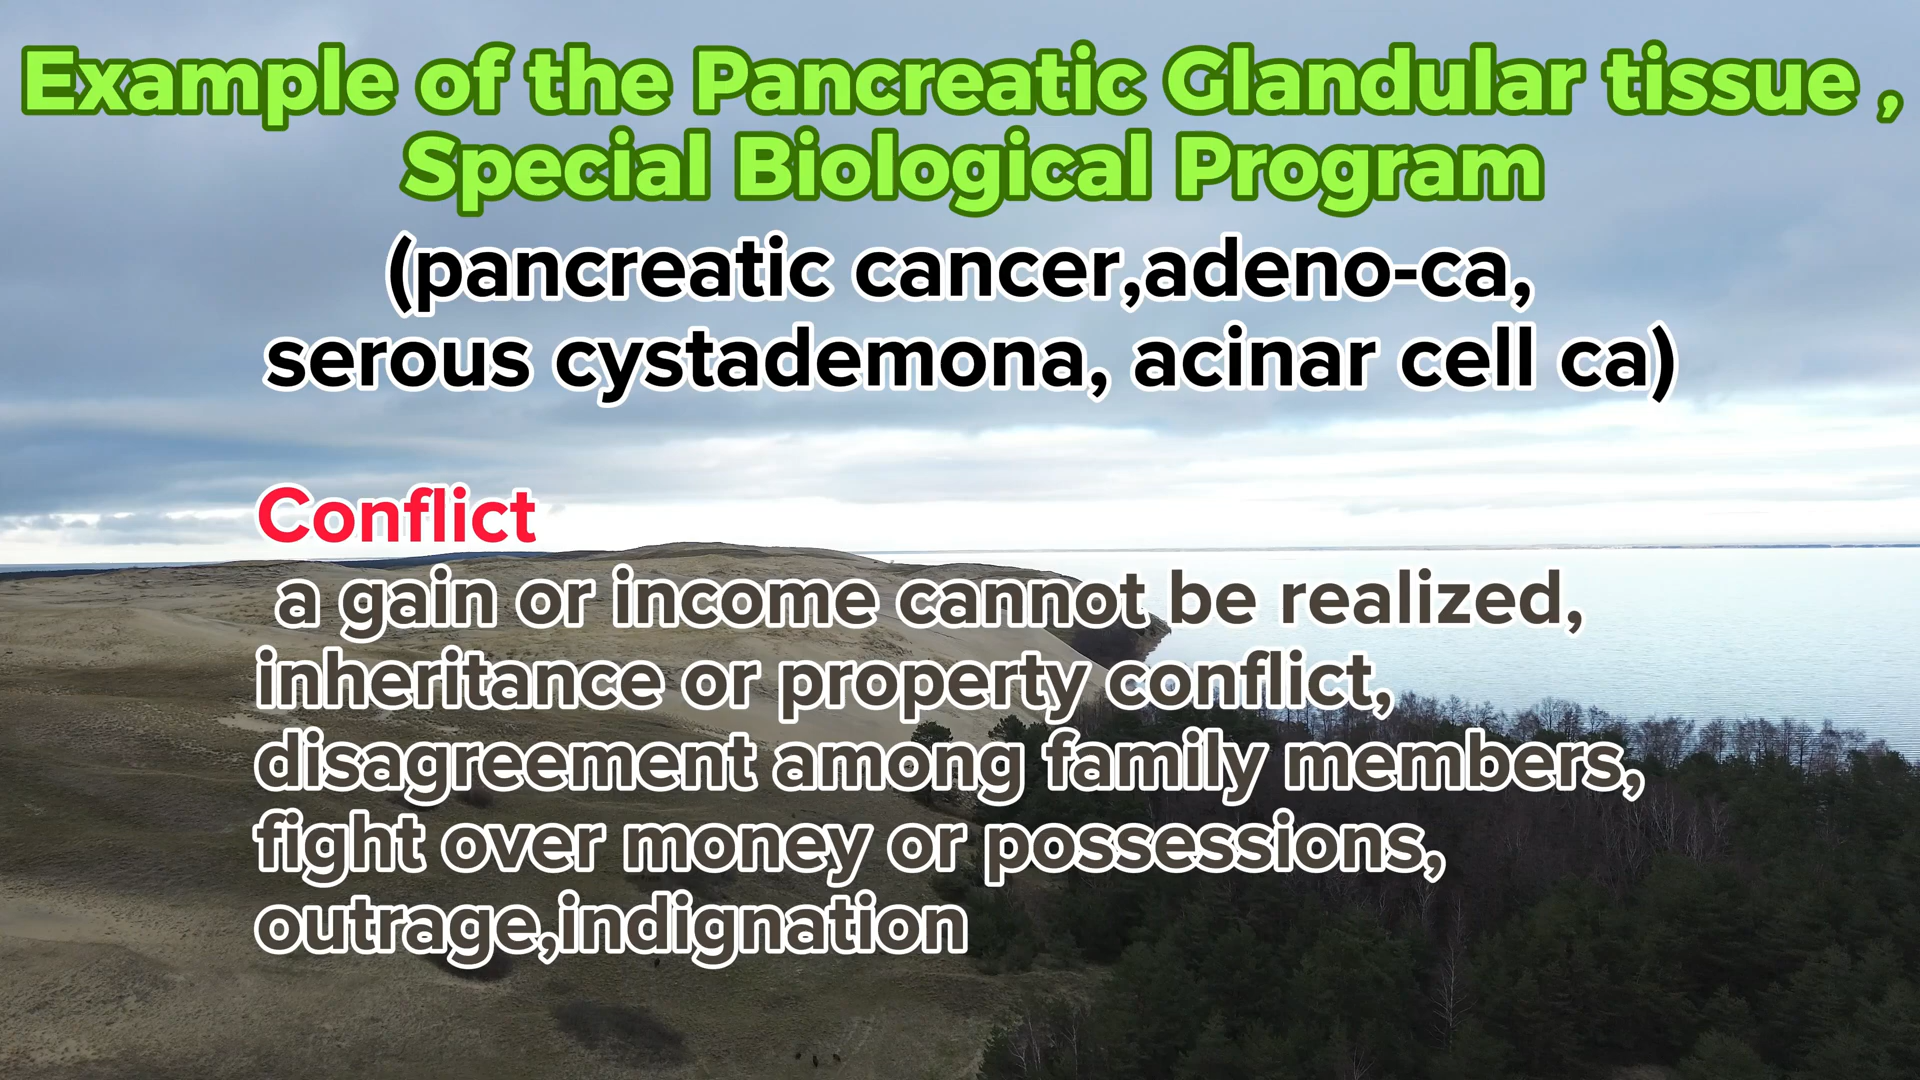 Example of the Pancreatic Glandular tissue ,
Special Biological Program
(pancreatic cancer,adeno-ca,
serous cystademona, acinar cell ca)
Conflict
a gain or income cannot be realized,
inheritance or property conflict,
disagreement among family members,
fight over money or possessions,
outrage,indignation